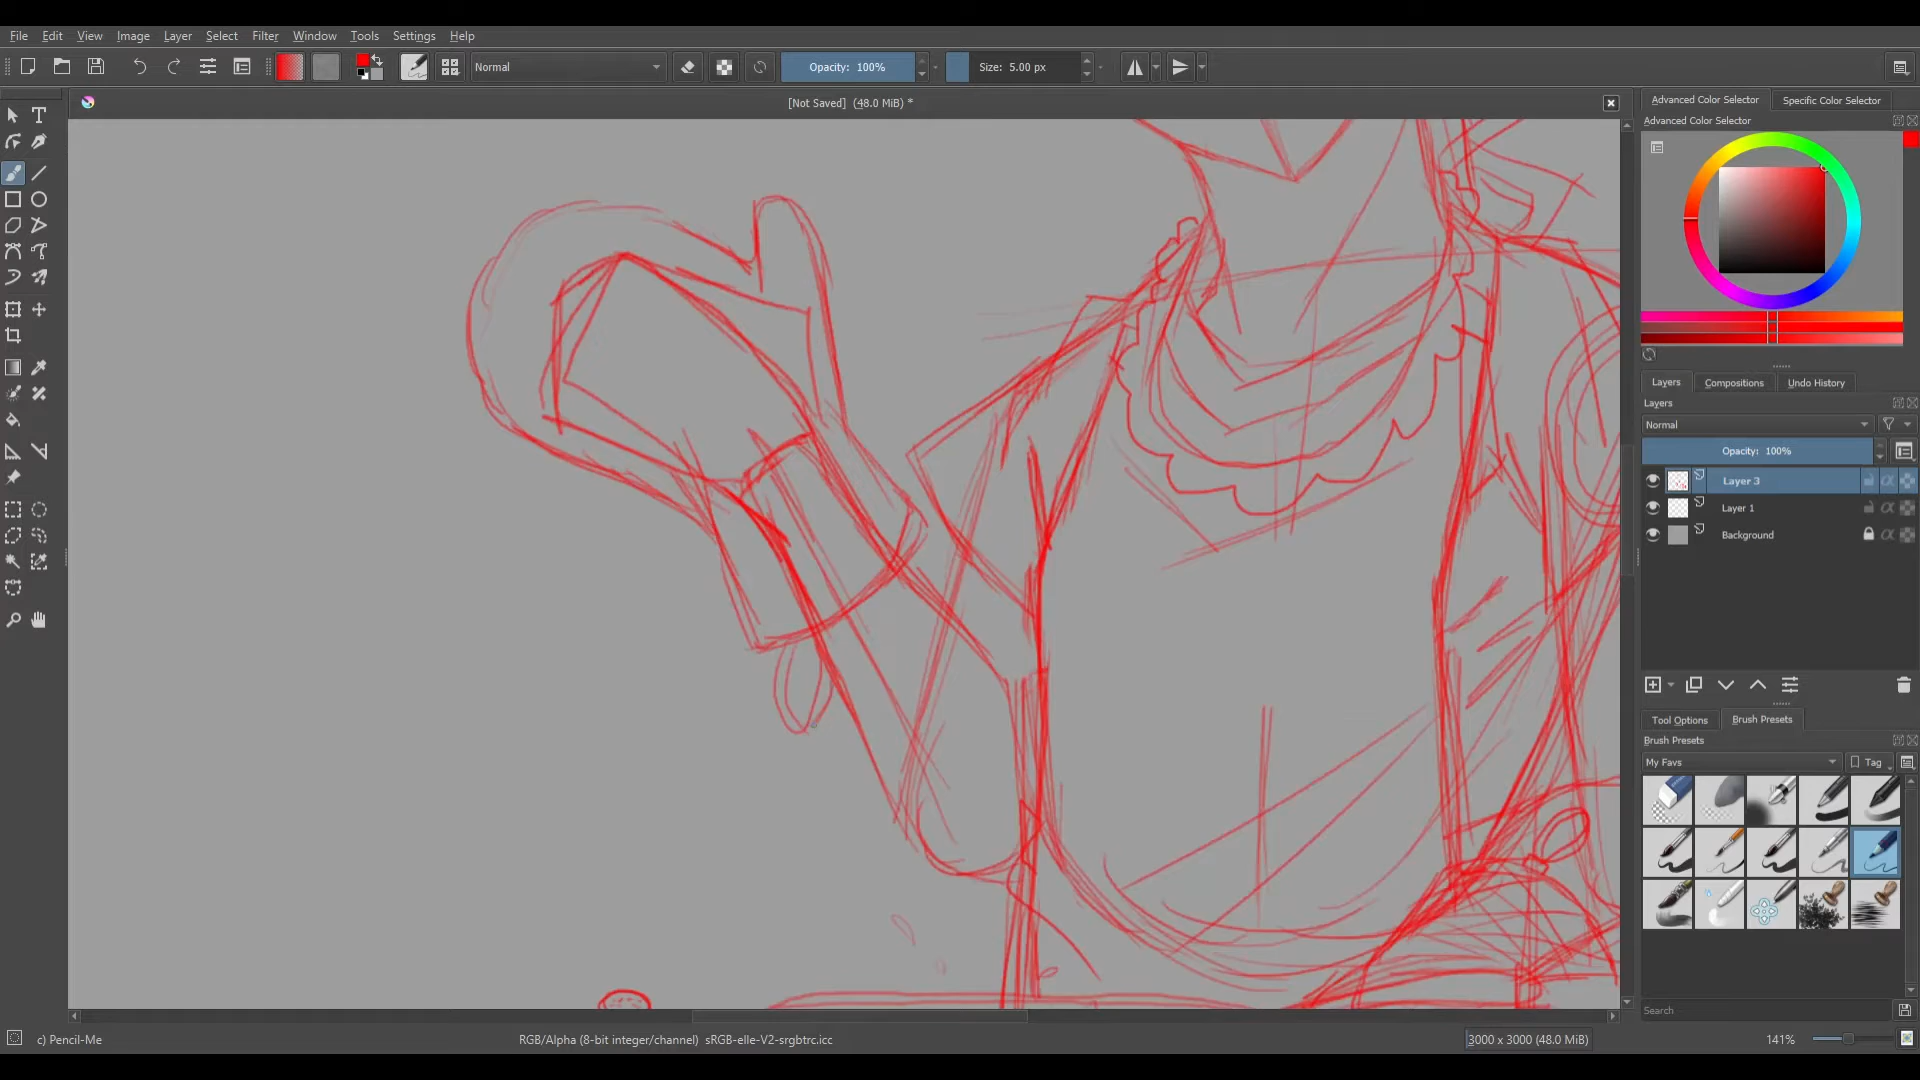 File Edit View Image Layer Select Filter Tools Settings Window Help
Normal Opacity: 100% Size: 5.00 px
[Not Saved] (48.0 MiB) *
Advanced Color Selector Specific Color Selector
Advanced Color Selector
Layers Compositions Undo History
Layers
Normal
Opacity: 100%
Layer 3
Layer 1
Background
Tool Options Brush Presets
Brush Presets
My Favs Tag
Search
c) Pencil-Me RGB/Alpha (8-bit integer/channel) sRGB-elle-V2-srgbtrc.icc 3000 x 3000 (48.0 MiB) 141%